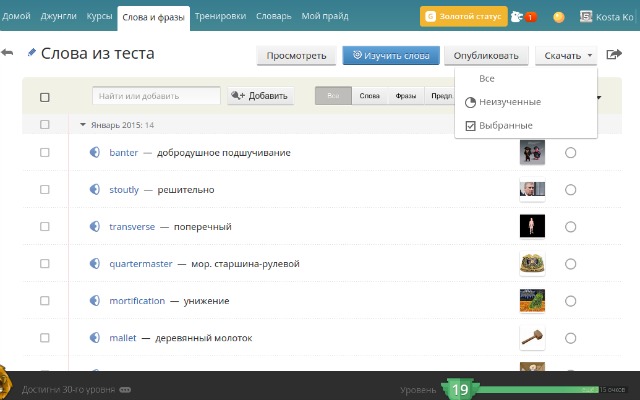 Домой Джунгли Курсы Слова и фразы Тренировки Словарь Мой прайд Золотой статус 1 Kosta Ko
Слова из теста Просмотреть Изучить слова Опубликовать Скачать
Все
Неизученные
Выбранные
Найти или добавить Добавить Все Слова Фразы Предл.
Январь 2015: 14
banter — добродушное подшучивание
stoutly — решительно
transverse — поперечный
quartermaster — мор. старшина-рулевой
mortification — унижение
mallet — деревянный молоток
Достигни 30-го уровня Уровень 19